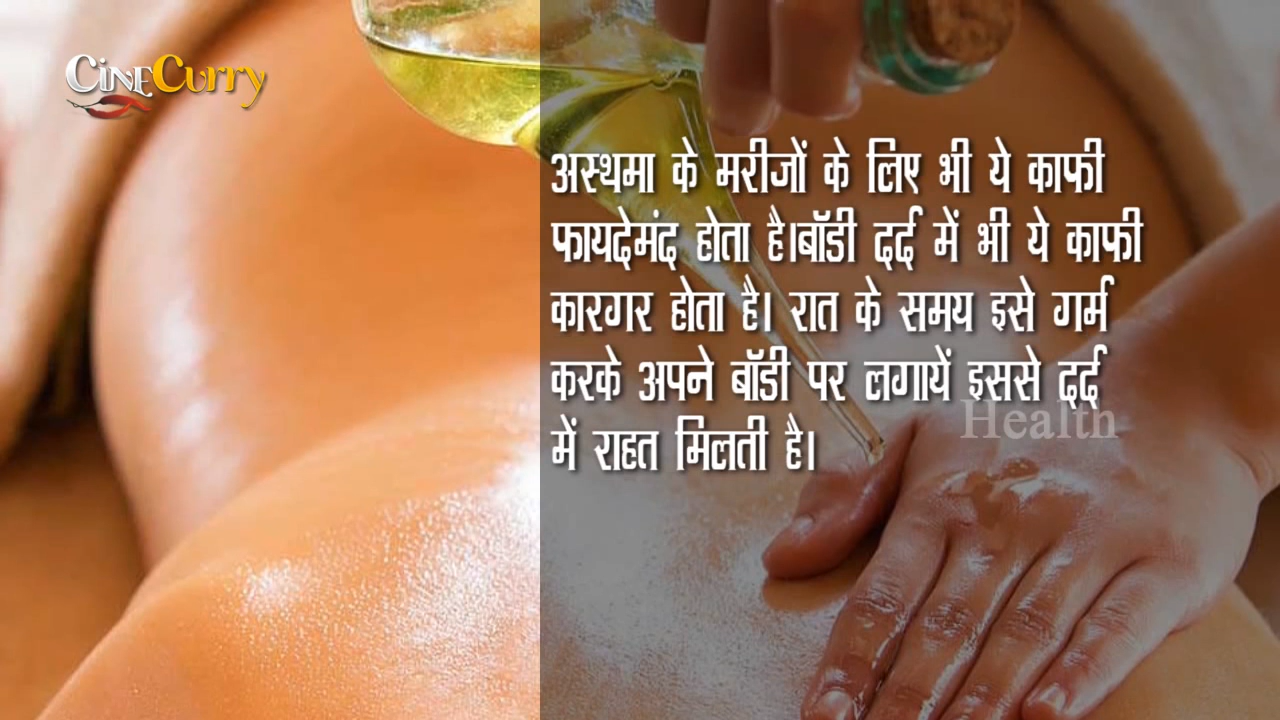 CINECURRY
अस्थमा के मरीजों के लिए भी ये काफी
फायदेमंद होता है।बॉडी दर्द में भी ये काफी
कारगर होता है। रात के समय इसे गर्म
करके अपने बॉडी पर लगायें इससे दर्द
में राहत मिलती है।
Health